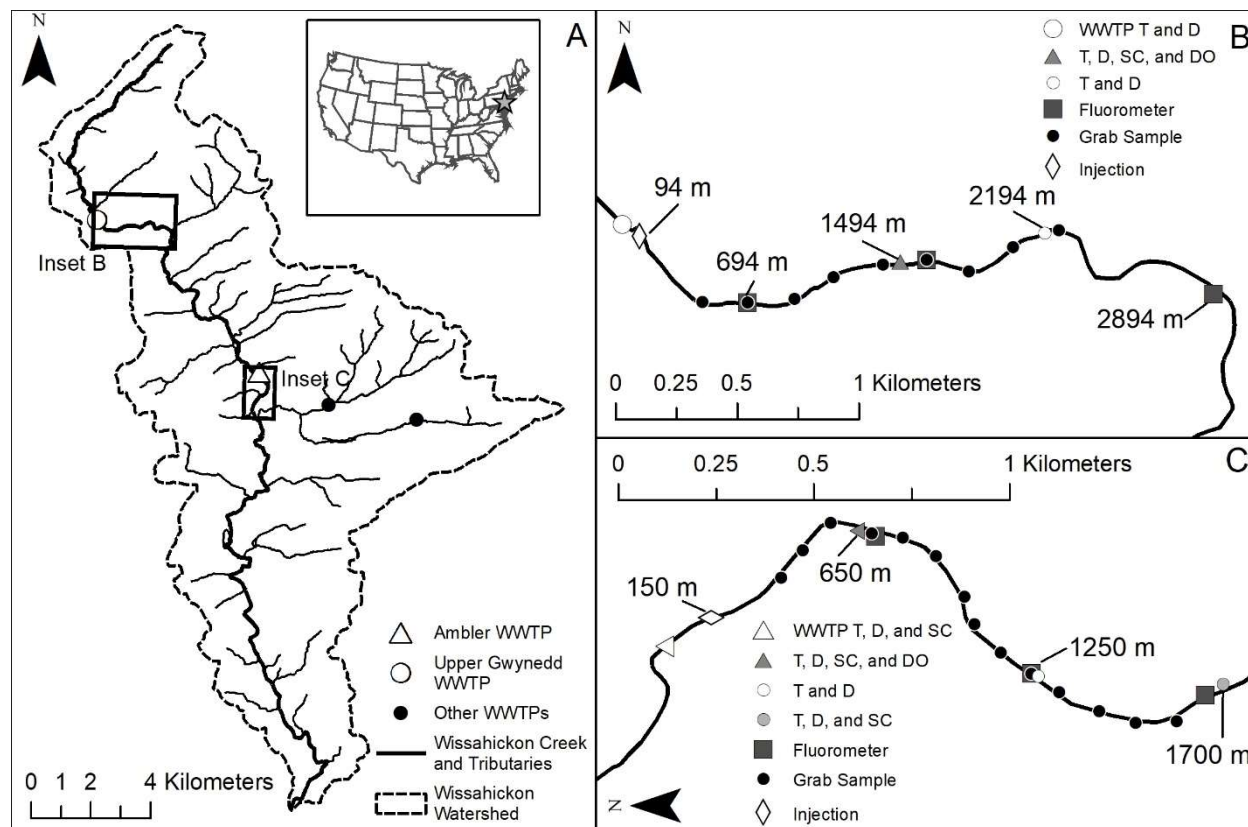 N
A
Inset B
Inset C
Ambler WWTP
Upper Gwynedd
WWTP
Other WWTPs
Wissahickon Creek
and Tributaries
Wissahickon
Watershed
0 1 2 4 Kilometers
N
B
WWTP T and D
T, D, SC, and DO
T and D
Fluorometer
Grab Sample
Injection
94 m
694 m
1494 m
2194 m
2894 m
0 0.25 0.5 1 Kilometers
0 0.25 0.5 1 Kilometers
C
650 m
150 m
1250 m
1700 m
WWTP T, D, and SC
T, D, SC, and DO
T and D
T, D, and SC
Fluorometer
Grab Sample
Injection
N